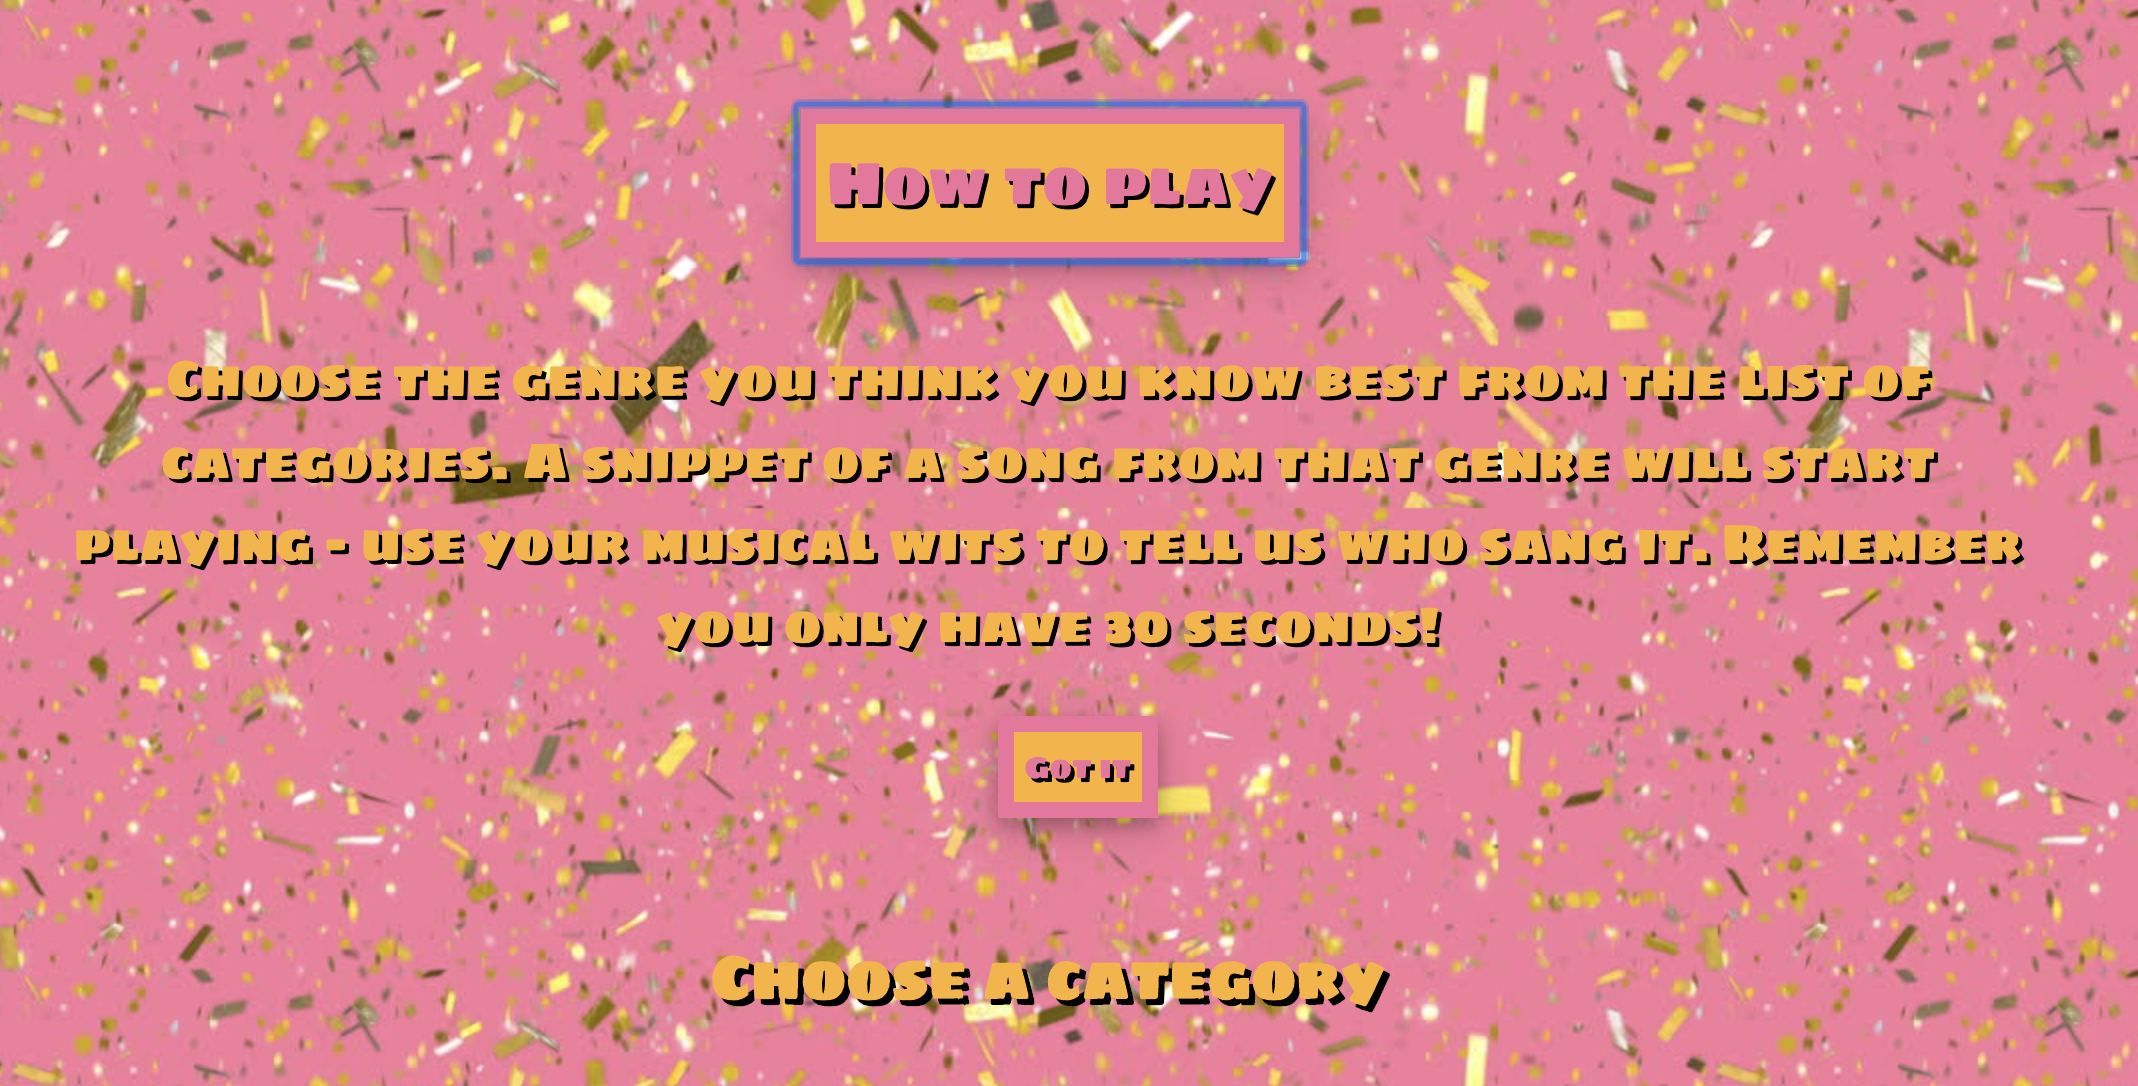 How to play
Choose the genre you think you know best from the list of
categories. A snippet of a song from that genre will start
playing - use your musical wits to tell us who sang it. Remember
you only have 30 seconds!
Got it
Choose a category